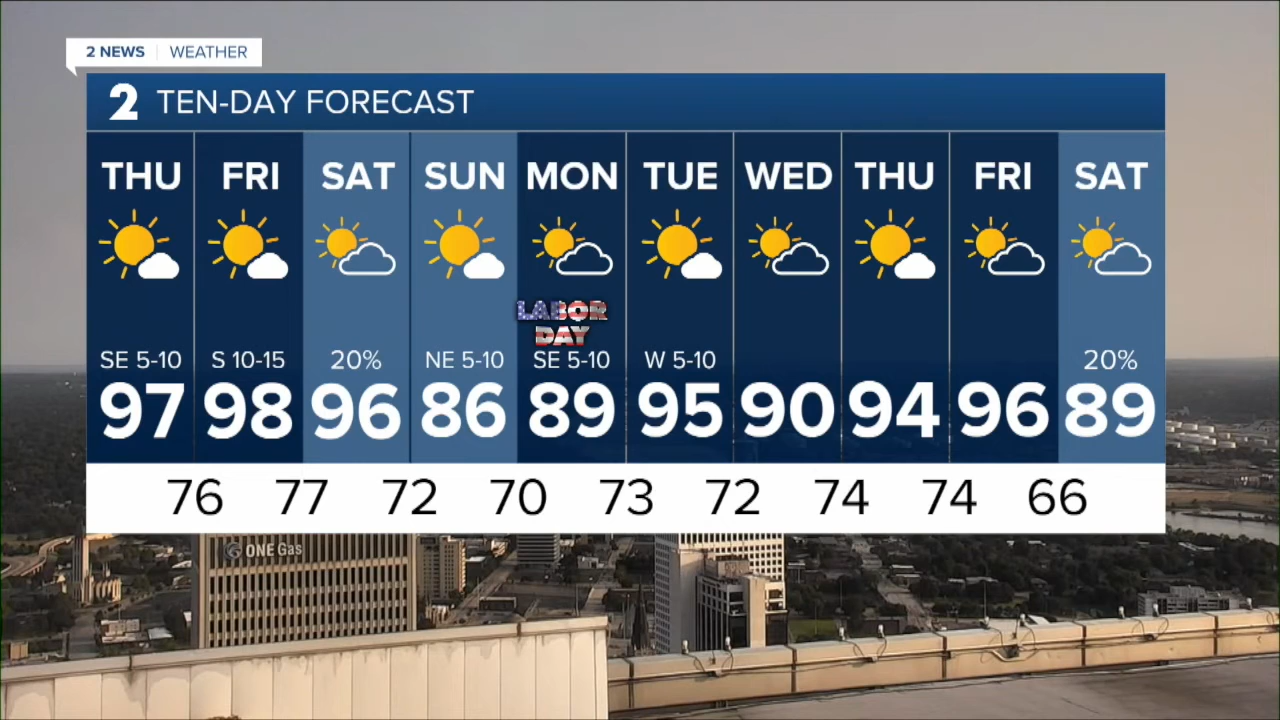 2 NEWS WEATHER
2 TEN-DAY FORECAST
THU FRI SAT SUN MON TUE WED THU FRI SAT
LABOR
DAY
SE 5-10 S 10-15 20% NE 5-10 SE 5-10 W 5-10 20%
97 98 96 86 89 95 90 94 96 89
76 77 72 70 73 72 74 74 66
ONE Gas